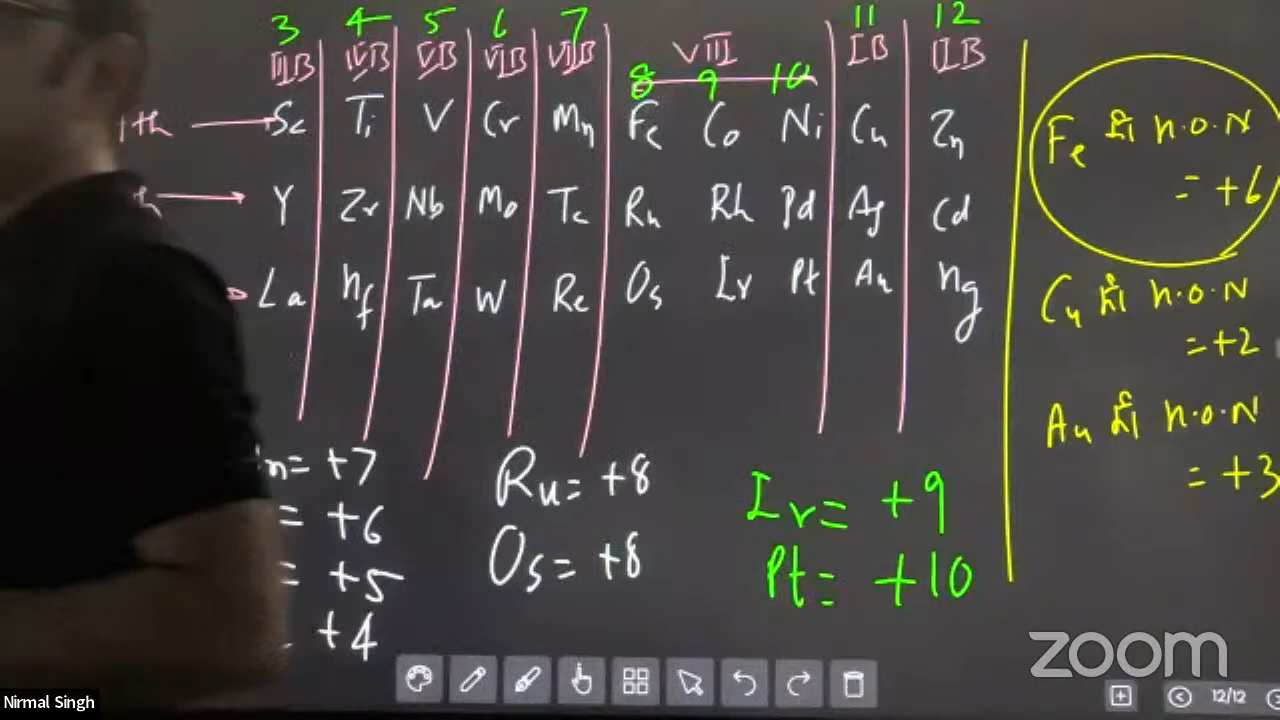 3 4 5 6 7 11 12
IIIB IVB VB VIB VIIB VIII IB IIB
8 9 10
Sc Ti V Cr Mn Fe Co Ni Cu Zn
Y Zr Nb Mo Tc Ru Rh Pd Ag Cd
La Hf Ta W Re Os Ir Pt Au Hg
Fe की H.O.N
= +6
Cu की H.O.N
= +2
Au की H.O.N
= +3
= +7
= +6
= +5
+4
Ru = +8
Os = +8
Ir = +9
Pt = +10
zoom
12/12
Nirmal Singh